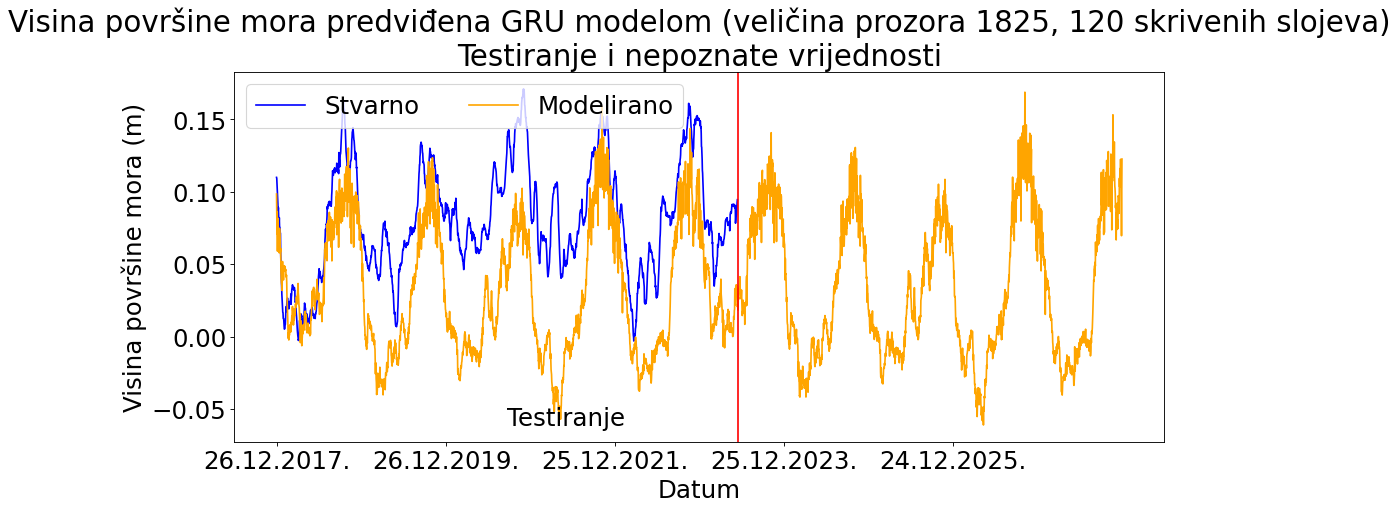 Visina površine mora predviđena GRU modelom (veličina prozora 1825, 120 skrivenih slojeva)
Testiranje i nepoznate vrijednosti
Stvarno Modelirano
Visina površine mora (m)
0.15
0.10
0.05
0.00
−0.05
Testiranje
26.12.2017. 26.12.2019. 25.12.2021. 25.12.2023. 24.12.2025.
Datum